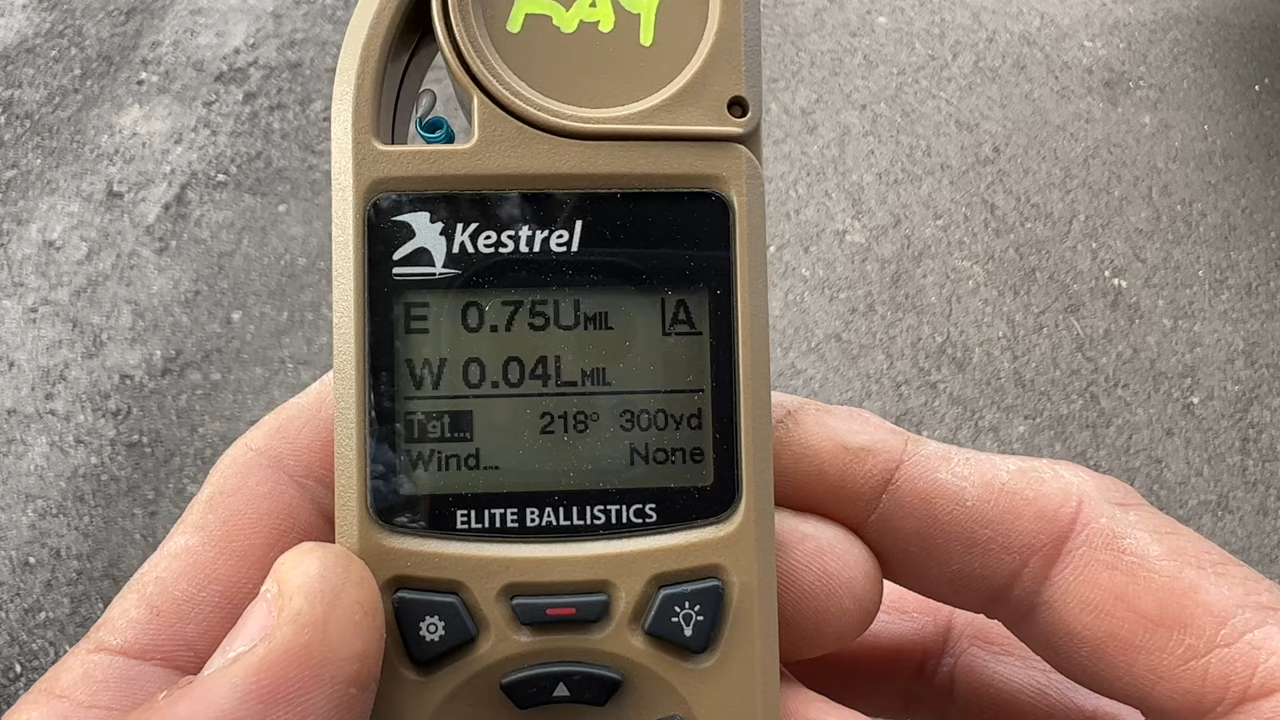 RAY
Kestrel
E 0.75U MIL A
W 0.04L MIL
Tgt... 218° 300yd
Wind... None
ELITE BALLISTICS